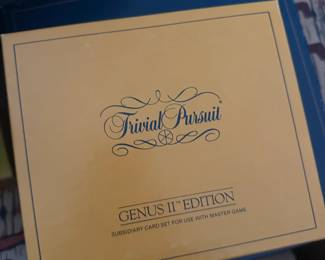 Trivial Pursuit®
GENUS II™ EDITION
SUBSIDIARY CARD SET FOR USE WITH MASTER GAME